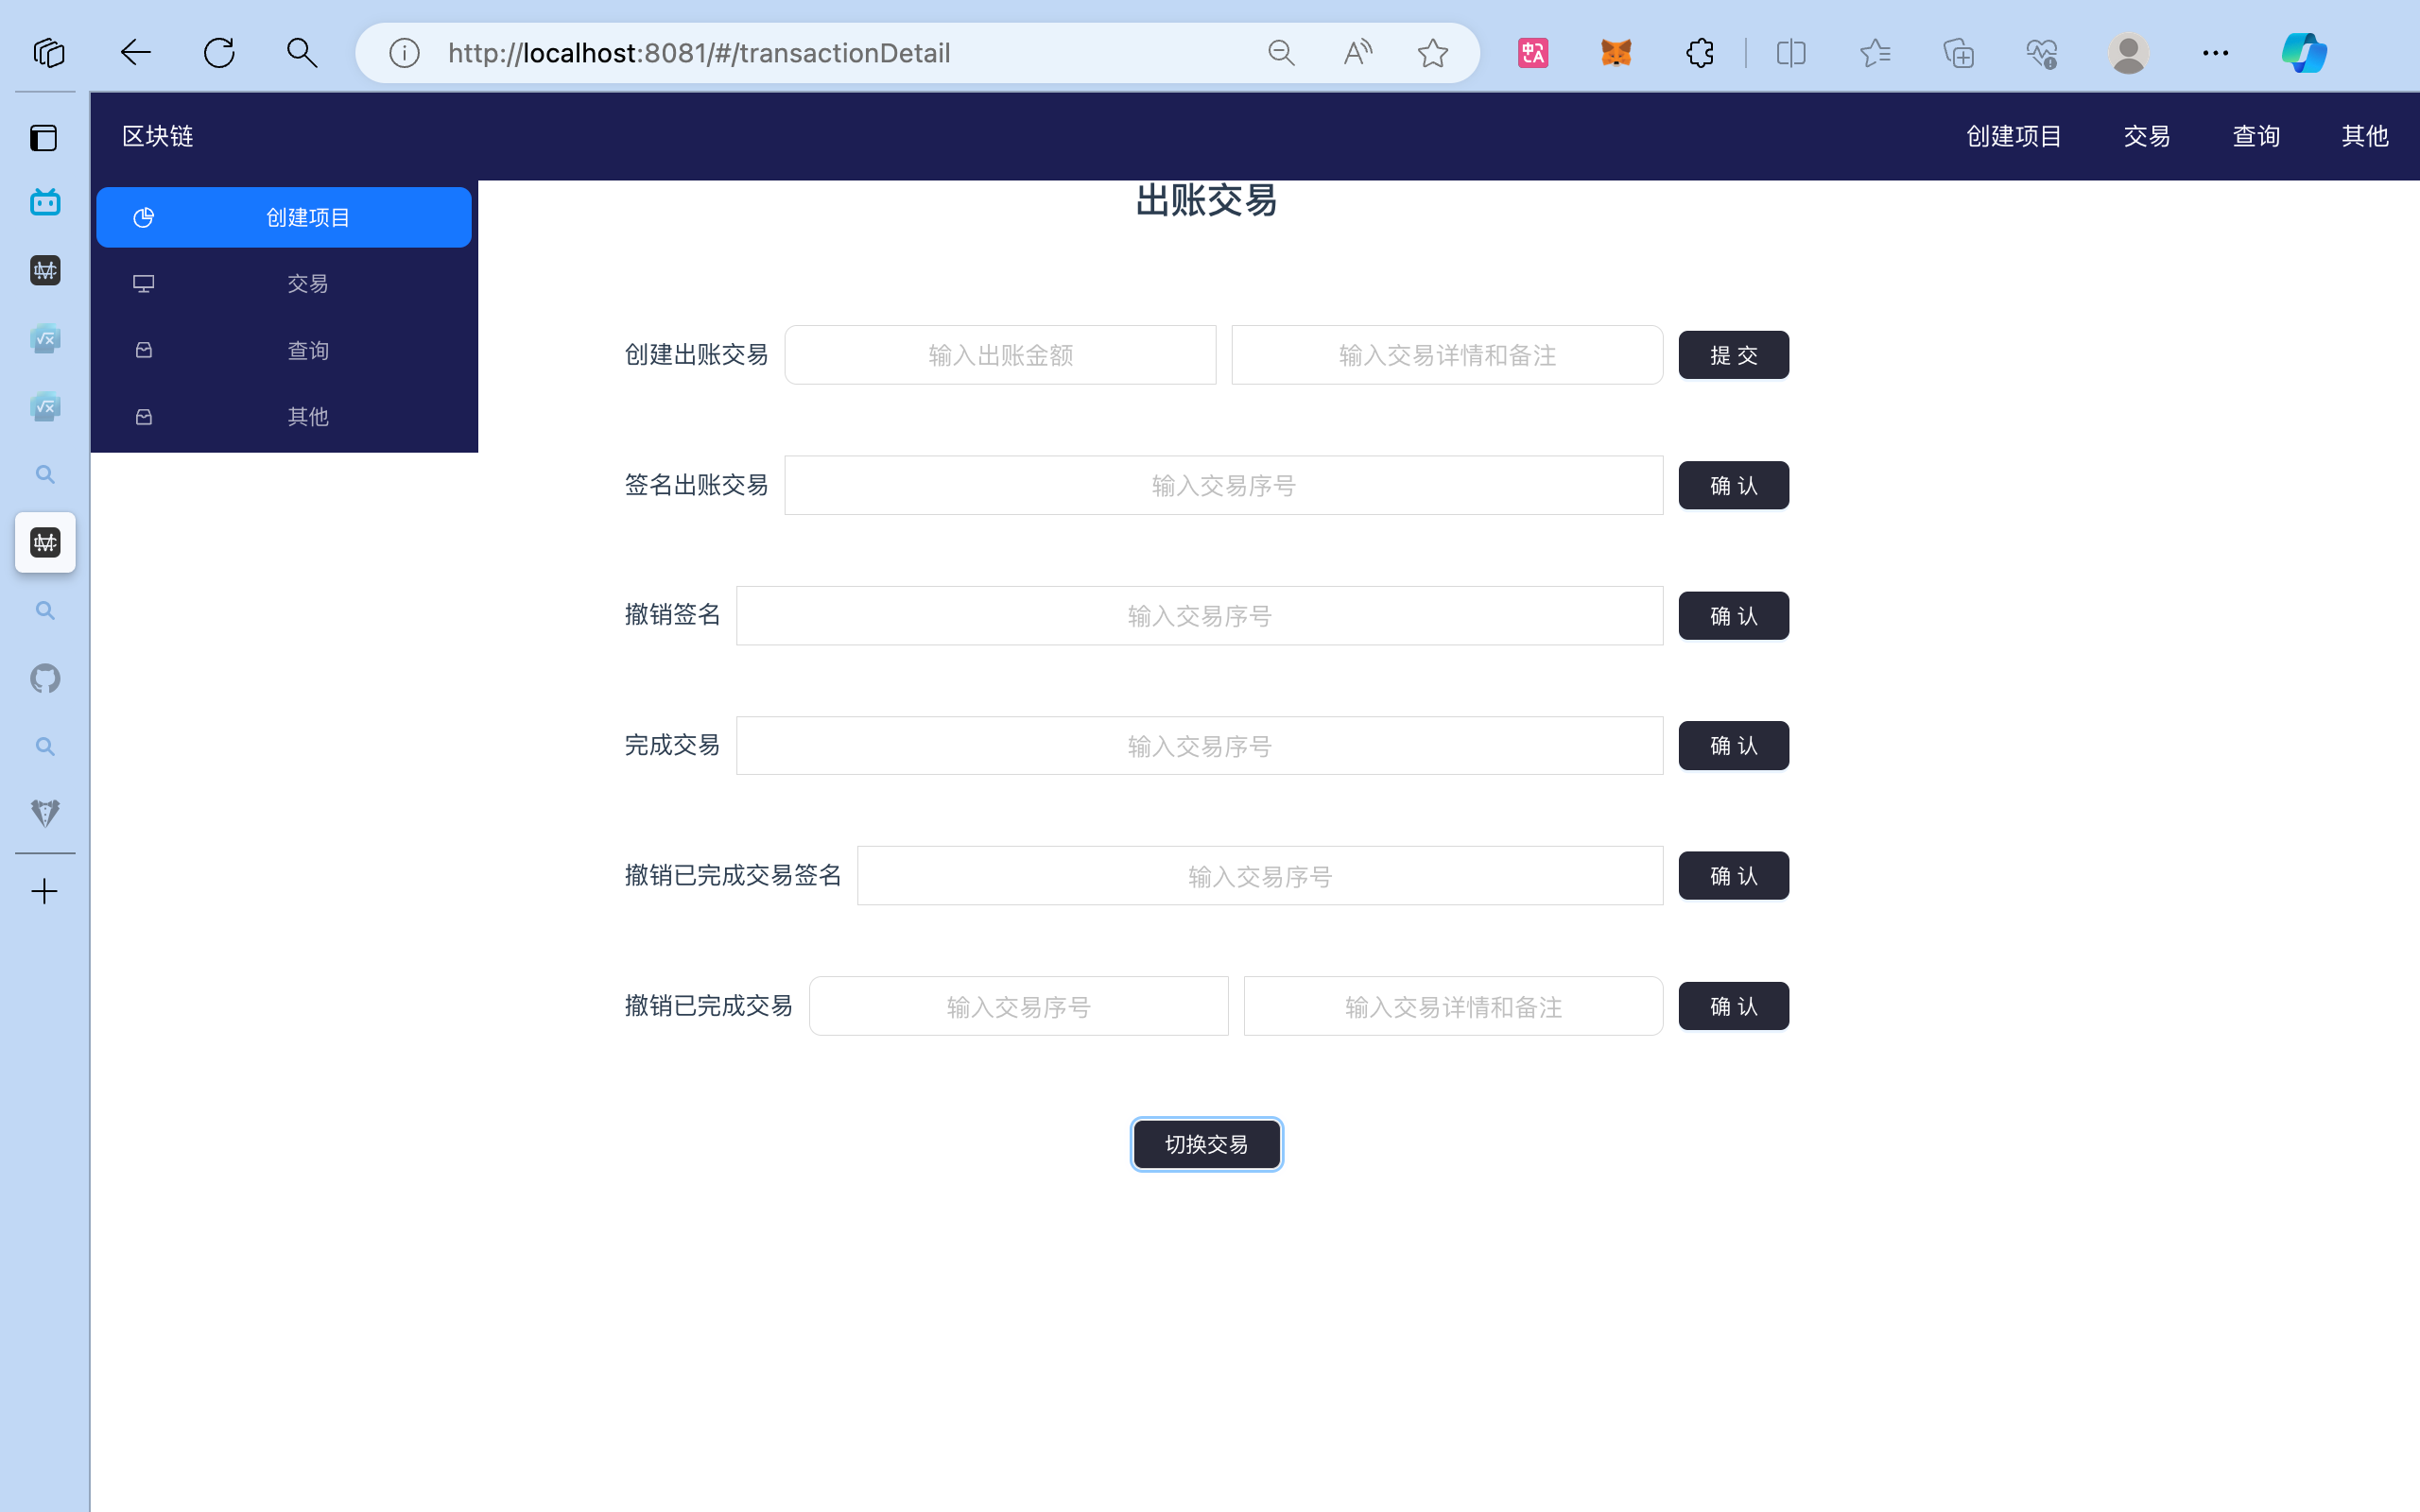 http://localhost:8081/#/transactionDetail
区块链
创建项目 交易 查询 其他
创建项目
交易
查询
其他
出账交易
创建出账交易 输入出账金额 输入交易详情和备注 提 交
签名出账交易 输入交易序号 确 认
撤销签名 输入交易序号 确 认
完成交易 输入交易序号 确 认
撤销已完成交易签名 输入交易序号 确 认
撤销已完成交易 输入交易序号 输入交易详情和备注 确 认
切换交易